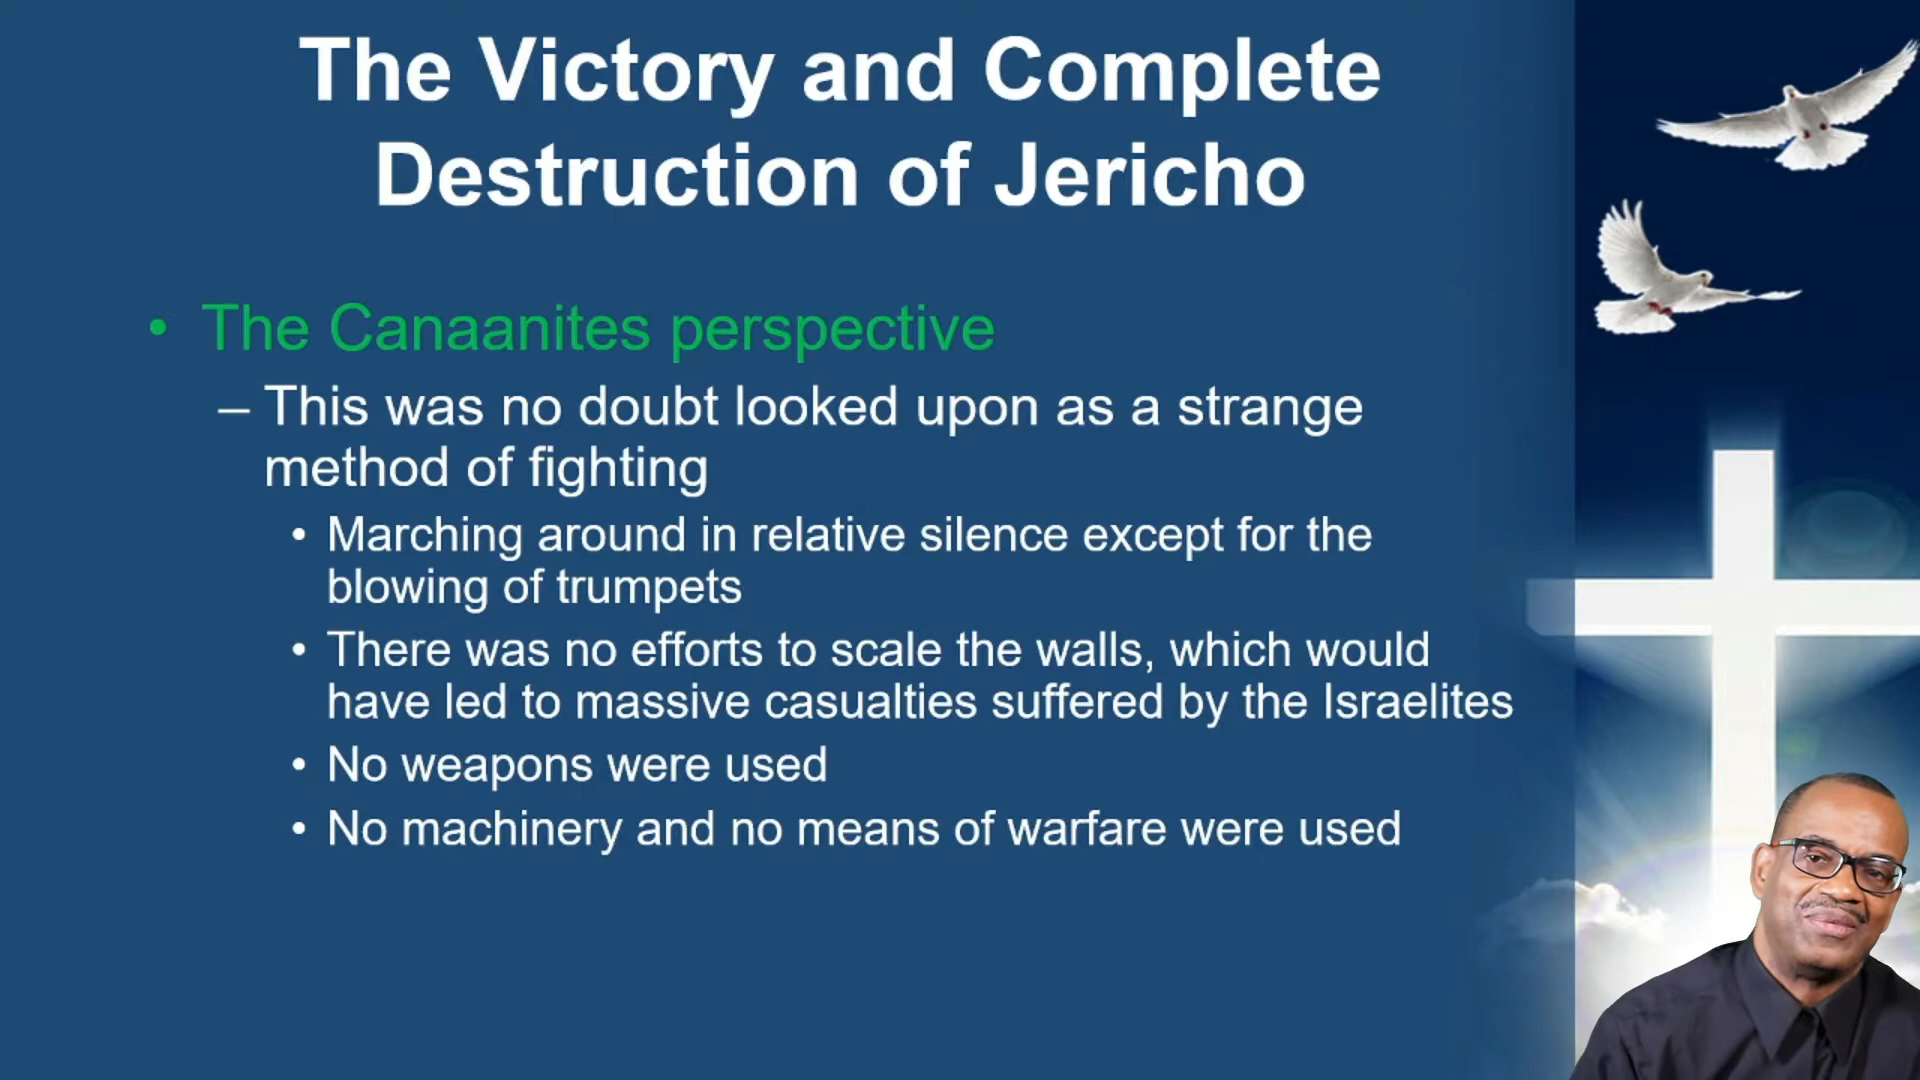 The Victory and Complete
Destruction of Jericho
• The Canaanites perspective
– This was no doubt looked upon as a strange
method of fighting
• Marching around in relative silence except for the
blowing of trumpets
• There was no efforts to scale the walls, which would
have led to massive casualties suffered by the Israelites
• No weapons were used
• No machinery and no means of warfare were used